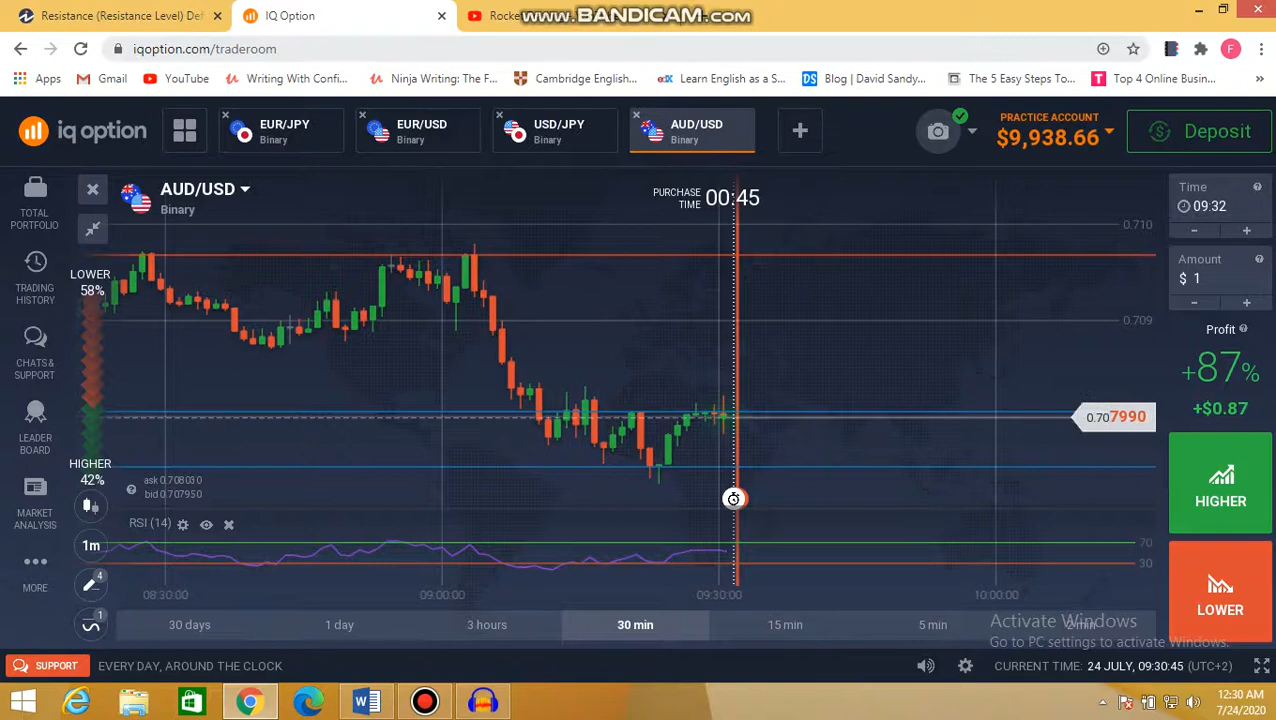 Resistance (Resistance Level) Def
IQ Option
Rocke
www.BANDICAM.com
iqoption.com/traderoom
F
Apps
Gmail
YouTube
Writing With Confi...
Ninja Writing: The F...
Cambridge English...
Learn English as a S...
DS
Blog | David Sandy...
The 5 Easy Steps To...
T
Top 4 Online Busin...
»
iq option
EUR/JPY
Binary
EUR/USD
Binary
USD/JPY
Binary
AUD/USD
Binary
PRACTICE ACCOUNT
$9,938.66
Deposit
TOTAL
PORTFOLIO
TRADING
HISTORY
CHATS &
SUPPORT
LEADER
BOARD
MARKET
ANALYSIS
MORE
AUD/USD
Binary
PURCHASE
TIME
00:45
LOWER
58%
HIGHER
42%
ask 0.708030
bid 0.707950
RSI (14)
1m
4
1
0.710
0.709
0.707990
70
30
08:30:00
09:00:00
09:30:00
10:00:00
30 days
1 day
3 hours
30 min
15 min
5 min
2 min
Time
09:32
Amount
$ 1
Profit
+87%
+$0.87
HIGHER
LOWER
Activate Windows
Go to PC settings to activate Windows.
SUPPORT
EVERY DAY, AROUND THE CLOCK
CURRENT TIME: 24 JULY, 09:30:45 (UTC+2)
12:30 AM
7/24/2020